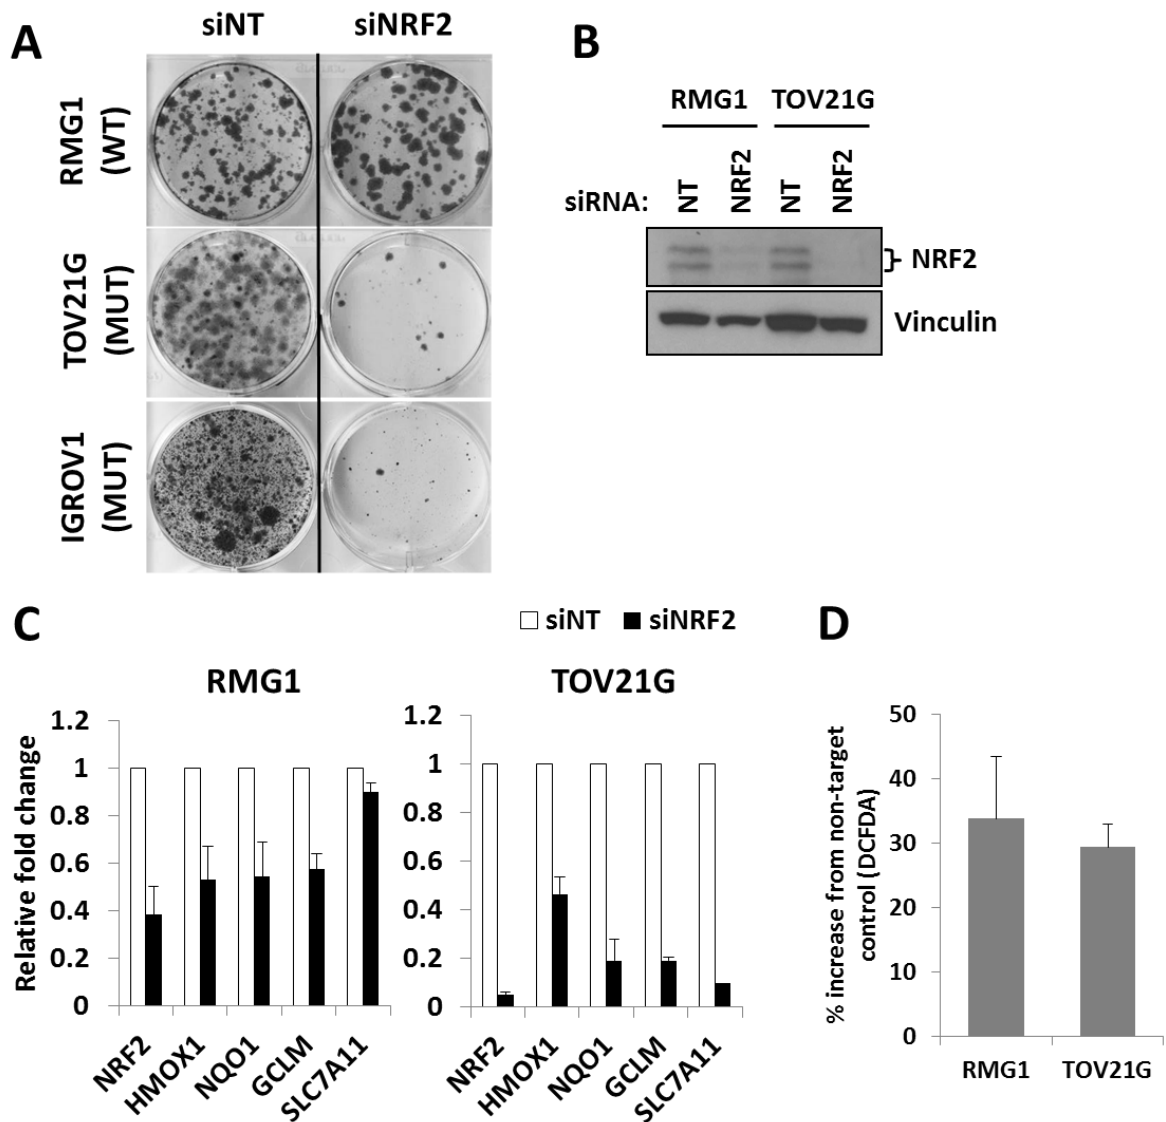 A
siNT
siNRF2
RMG1
(WT)
TOV21G
(MUT)
IGROV1
(MUT)
B
RMG1
TOV21G
siRNA:
NT
NRF2
NT
NRF2
NRF2
Vinculin
C
siNT
siNRF2
RMG1
Relative fold change
1.2
1
0.8
0.6
0.4
0.2
0
NRF2
HMOX1
NQO1
GCLM
SLC7A11
TOV21G
1.2
1
0.8
0.6
0.4
0.2
0
NRF2
HMOX1
NQO1
GCLM
SLC7A11
D
% increase from non-target
control (DCFDA)
50
40
30
20
10
0
RMG1
TOV21G